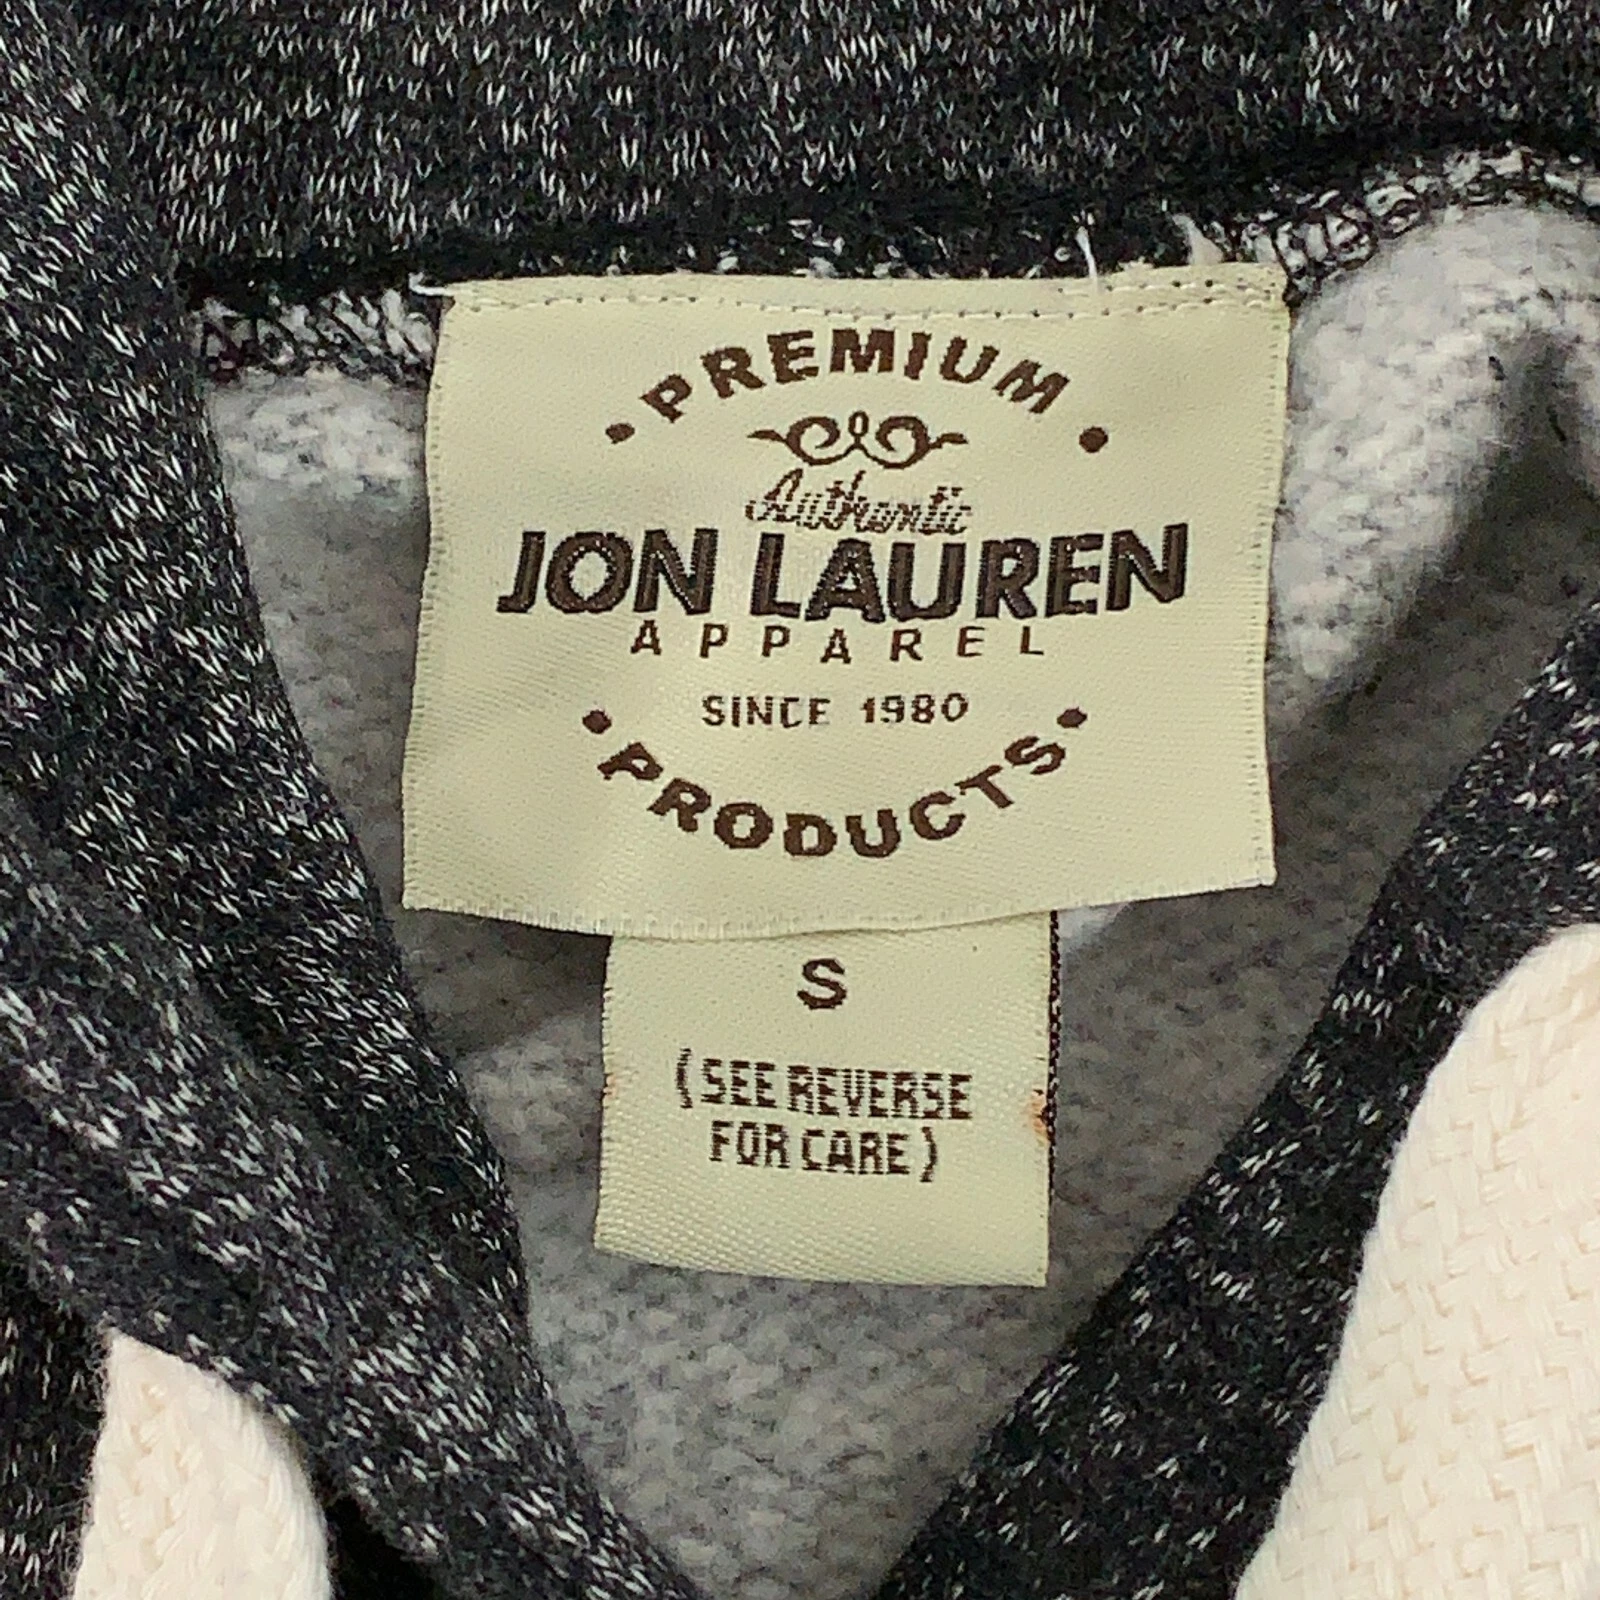 • PREMIUM •
Authentic
JON LAUREN
APPAREL
SINCE 1980
• PRODUCTS •
S
(SEE REVERSE
FOR CARE)